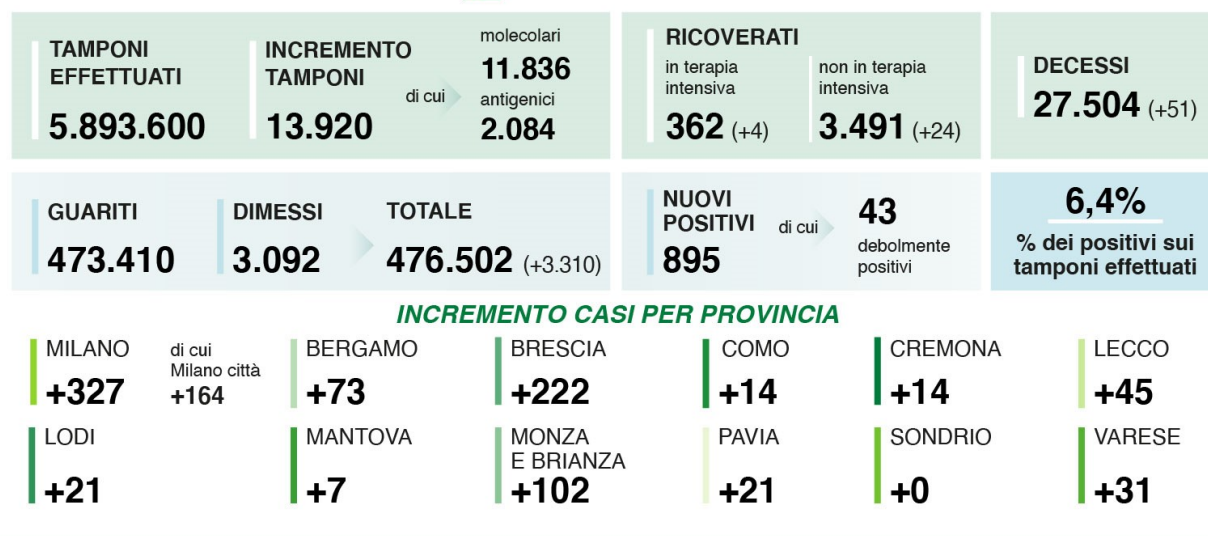 TAMPONI
EFFETTUATI
5.893.600
INCREMENTO
TAMPONI
13.920
di cui
molecolari
11.836
antigenici
2.084
RICOVERATI
in terapia
intensiva
362 (+4)
non in terapia
intensiva
3.491 (+24)
DECESSI
27.504 (+51)
GUARITI
473.410
DIMESSI
3.092
TOTALE
476.502 (+3.310)
NUOVI
POSITIVI
895
di cui
43
debolmente
positivi
6,4%
% dei positivi sui
tamponi effettuati
INCREMENTO CASI PER PROVINCIA
MILANO
+327
di cui
Milano città
+164
BERGAMO
+73
BRESCIA
+222
COMO
+14
CREMONA
+14
LECCO
+45
LODI
+21
MANTOVA
+7
MONZA
E BRIANZA
+102
PAVIA
+21
SONDRIO
+0
VARESE
+31